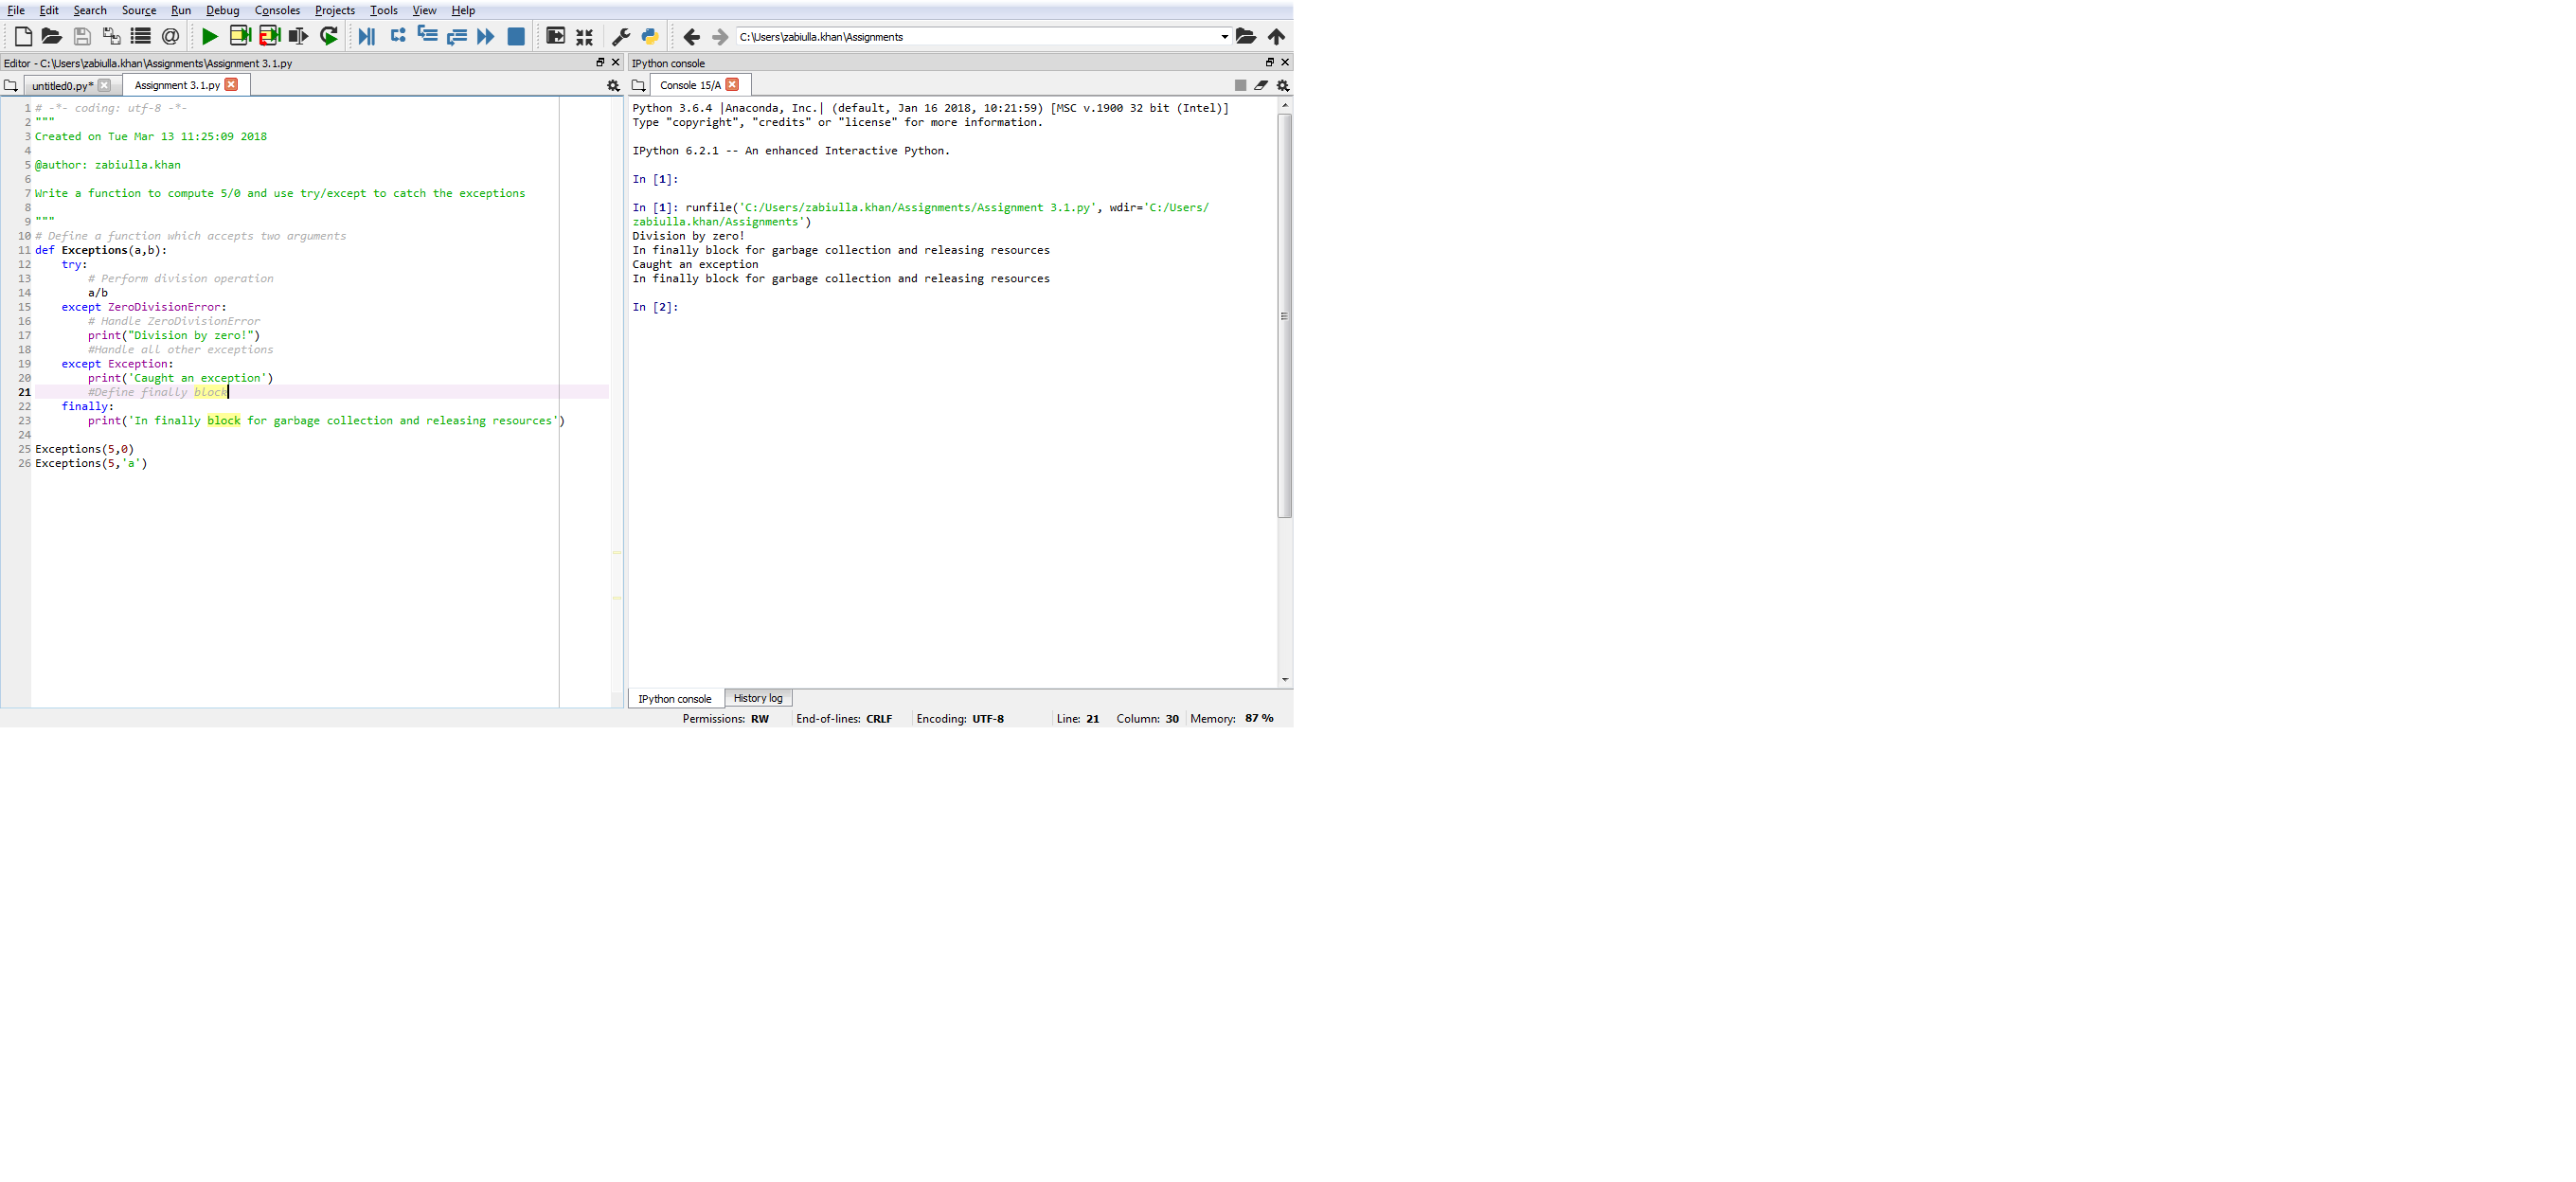 File Edit Search Source Run Debug Consoles Projects Tools View Help
C:\Users\zabiulla.khan\Assignments
Editor - C:\Users\zabiulla.khan\Assignments\Assignment 3.1.py
untitled0.py* Assignment 3.1.py
1 # -*- coding: utf-8 -*-
2 """
3 Created on Tue Mar 13 11:25:09 2018
4
5 @author: zabiulla.khan
6
7 Write a function to compute 5/0 and use try/except to catch the exceptions
8
9 """
10 # Define a function which accepts two arguments
11 def Exceptions(a,b):
12     try:
13         # Perform division operation
14         a/b
15     except ZeroDivisionError:
16         # Handle ZeroDivisionError
17         print("Division by zero!")
18         #Handle all other exceptions
19     except Exception:
20         print('Caught an exception')
21         #Define finally block
22     finally:
23         print('In finally block for garbage collection and releasing resources')
24
25 Exceptions(5,0)
26 Exceptions(5,'a')
IPython console
Console 15/A
Python 3.6.4 |Anaconda, Inc.| (default, Jan 16 2018, 10:21:59) [MSC v.1900 32 bit (Intel)]
Type "copyright", "credits" or "license" for more information.
IPython 6.2.1 -- An enhanced Interactive Python.
In [1]:
In [1]: runfile('C:/Users/zabiulla.khan/Assignments/Assignment 3.1.py', wdir='C:/Users/
zabiulla.khan/Assignments')
Division by zero!
In finally block for garbage collection and releasing resources
Caught an exception
In finally block for garbage collection and releasing resources
In [2]:
IPython console History log
Permissions: RW End-of-lines: CRLF Encoding: UTF-8 Line: 21 Column: 30 Memory: 87 %